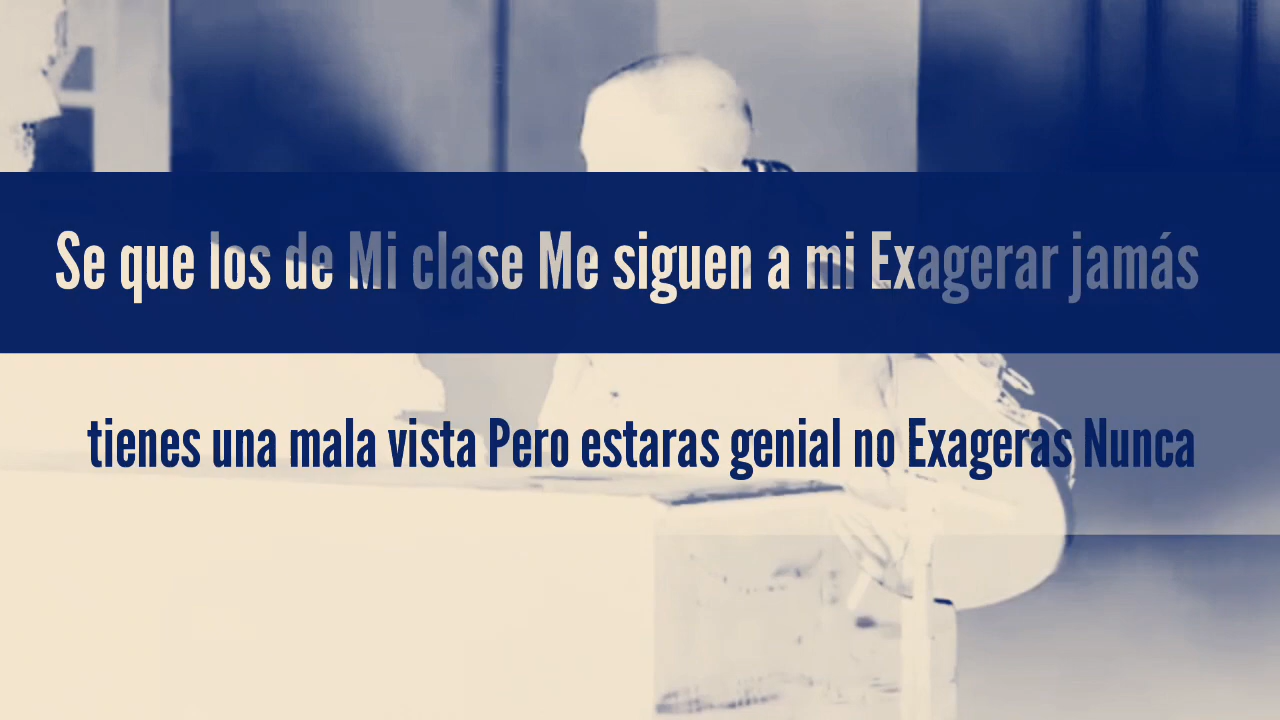 Se que los de Mi clase Me siguen a mi Exagerar jamás
tienes una mala vista Pero estaras genial no Exageras Nunca